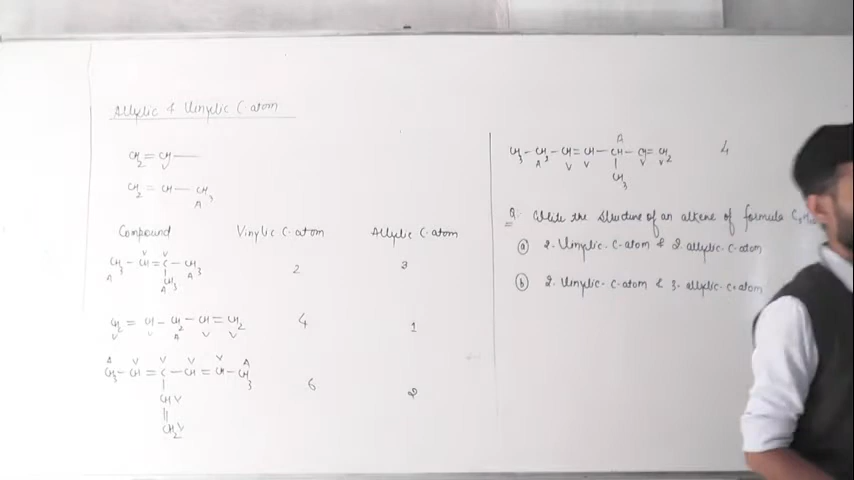 Allylic & Vinylic C atom
CH2=CH—
CH2=CH—CH3
A
Compound Vinylic C-atom Allylic C-atom
V V
CH3-CH=C-CH3 2 3
A A
CH3
A
CH2=CH-CH2-CH=CH2 4 1
V V A V V
A V V V V A
CH3-CH=C-CH=CH-CH3 6 2
CH V
||
CH2 V
A
CH3-CH2-CH=CH-CH-CH=CH2 4
A V V V V
CH3
Q Write the structure of an alkene of formula
(a) 2-Vinylic-C-atom & 2-allylic-C-atom
(b) 2-Vinylic-C-atom & 3-allylic-C-atom